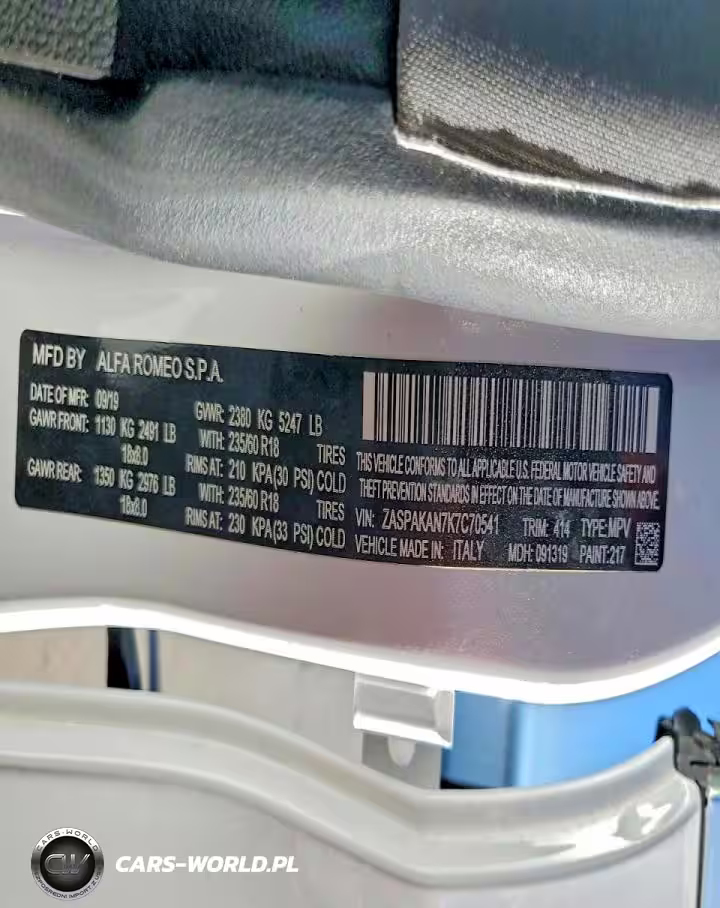 MFD BY ALFA ROMEO S.P.A.
DATE OF MFR: 09/19
GVWR: 2380 KG 5247 LB
GAWR FRONT: 1130 KG 2491 LB
WITH: 235/60 R18 TIRES
18x8.0
RIMS AT: 210 KPA(30 PSI) COLD
GAWR REAR: 1350 KG 2976 LB
WITH: 235/60 R18 TIRES
18x8.0
RIMS AT: 230 KPA(33 PSI) COLD
THIS VEHICLE CONFORMS TO ALL APPLICABLE U.S. FEDERAL MOTOR VEHICLE SAFETY AND
THEFT PREVENTION STANDARDS IN EFFECT ON THE DATE OF MANUFACTURE SHOWN ABOVE.
VIN: ZASPAKAN7K7C70541 TRIM: 414 TYPE:MPV
VEHICLE MADE IN: ITALY MDH: 091319 PAINT:217
CARS-WORLD
CW
CARS-WORLD.PL